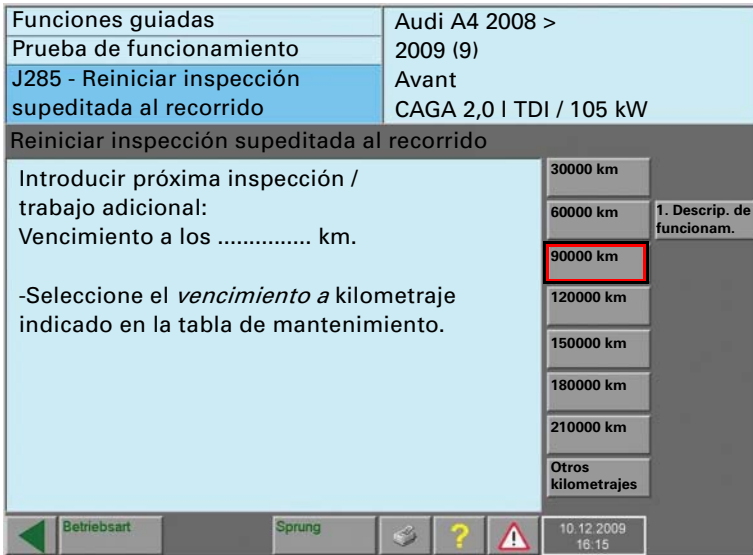 Funciones guiadas
Prueba de funcionamiento
J285 - Reiniciar inspección
supeditada al recorrido
Audi A4 2008 >
2009 (9)
Avant
CAGA 2,0 l TDI / 105 kW
Reiniciar inspección supeditada al recorrido
Introducir próxima inspección /
trabajo adicional:
Vencimiento a los ............... km.
-Seleccione el vencimiento a kilometraje
indicado en la tabla de mantenimiento.
30000 km
60000 km
90000 km
120000 km
150000 km
180000 km
210000 km
Otros
kilometrajes
1. Descrip. de
funcionam.
Betriebsart
Sprung
?
10.12.2009
16:15